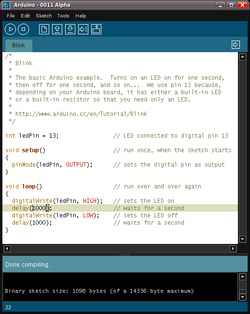 Arduino - 0011 Alpha
File Edit Sketch Tools Help
Blink
/*
* Blink
*
* The basic Arduino example. Turns on an LED on for one second,
* then off for one second, and so on... We use pin 13 because,
* depending on your Arduino board, it has either a built-in LED
* or a built-in resistor so that you need only an LED.
*
* http://www.arduino.cc/en/Tutorial/Blink
*/
int ledPin = 13; // LED connected to digital pin 13
void setup() // run once, when the sketch starts
{
pinMode(ledPin, OUTPUT); // sets the digital pin as output
}
void loop() // run over and over again
{
digitalWrite(ledPin, HIGH); // sets the LED on
delay(1000); // waits for a second
digitalWrite(ledPin, LOW); // sets the LED off
delay(1000); // waits for a second
}
Done compiling.
Binary sketch size: 1098 bytes (of a 14336 byte maximum)
22